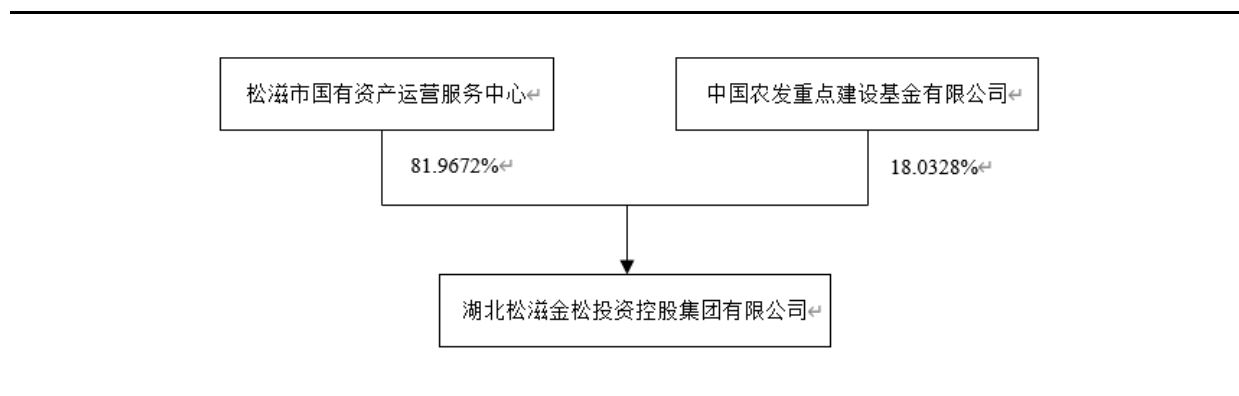 松滋市国有资产运营服务中心↵
中国农发重点建设基金有限公司↵
81.9672%↵
18.0328%↵
湖北松滋金松投资控股集团有限公司↵